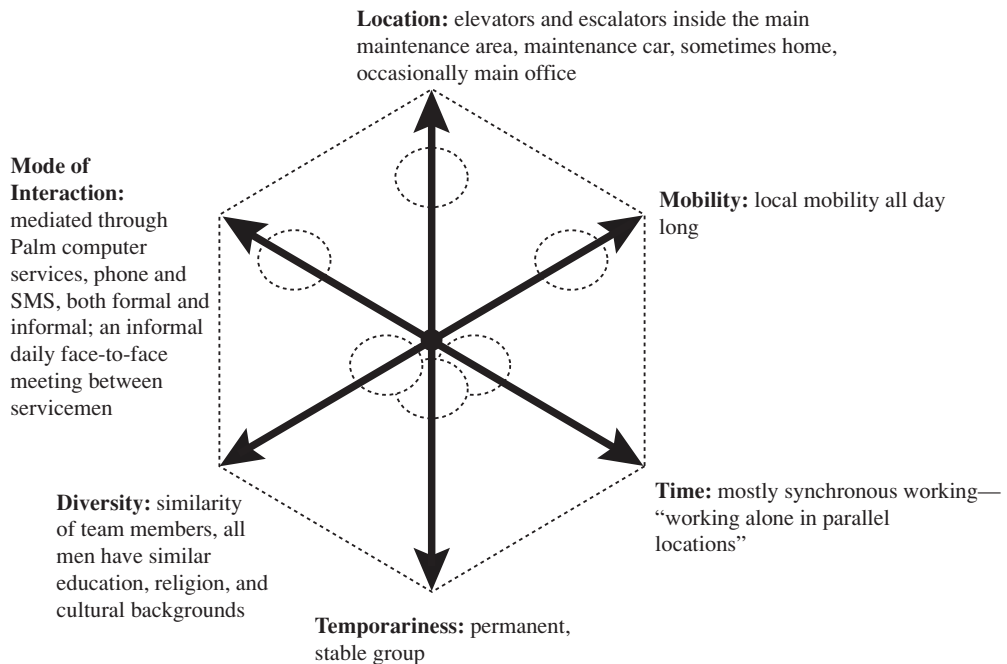 Location: elevators and escalators inside the main
maintenance area, maintenance car, sometimes home,
occasionally main office
Mode of
Interaction:
mediated through
Palm computer
services, phone and
SMS, both formal and
informal; an informal
daily face-to-face
meeting between
servicemen
Mobility: local mobility all day
long
Diversity: similarity
of team members, all
men have similar
education, religion, and
cultural backgrounds
Time: mostly synchronous working—
“working alone in parallel
locations”
Temporariness: permanent,
stable group